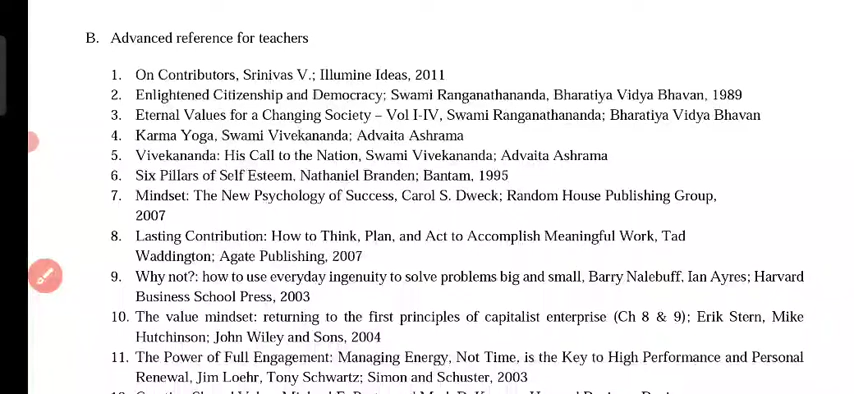 B. Advanced reference for teachers
1. On Contributors, Srinivas V.; Illumine Ideas, 2011
2. Enlightened Citizenship and Democracy; Swami Ranganathananda, Bharatiya Vidya Bhavan, 1989
3. Eternal Values for a Changing Society – Vol I-IV, Swami Ranganathananda; Bharatiya Vidya Bhavan
4. Karma Yoga, Swami Vivekananda; Advaita Ashrama
5. Vivekananda: His Call to the Nation, Swami Vivekananda; Advaita Ashrama
6. Six Pillars of Self Esteem, Nathaniel Branden; Bantam, 1995
7. Mindset: The New Psychology of Success, Carol S. Dweck; Random House Publishing Group,
2007
8. Lasting Contribution: How to Think, Plan, and Act to Accomplish Meaningful Work, Tad
Waddington; Agate Publishing, 2007
9. Why not?: how to use everyday ingenuity to solve problems big and small, Barry Nalebuff, Ian Ayres; Harvard
Business School Press, 2003
10. The value mindset: returning to the first principles of capitalist enterprise (Ch 8 & 9); Erik Stern, Mike
Hutchinson; John Wiley and Sons, 2004
11. The Power of Full Engagement: Managing Energy, Not Time, is the Key to High Performance and Personal
Renewal, Jim Loehr, Tony Schwartz; Simon and Schuster, 2003